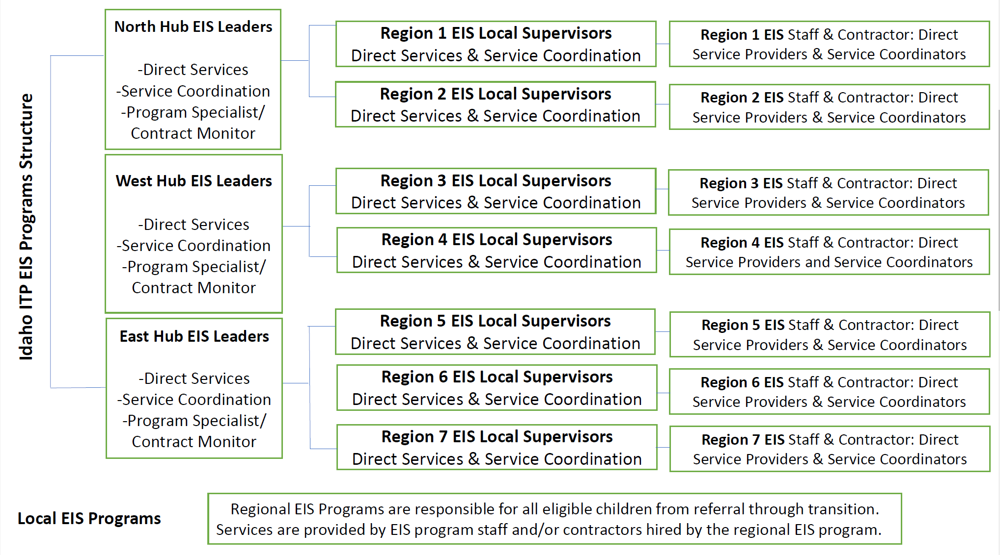 Idaho ITP EIS Programs Structure
North Hub EIS Leaders
-Direct Services
-Service Coordination
-Program Specialist/
Contract Monitor
Region 1 EIS Local Supervisors
Direct Services & Service Coordination
Region 1 EIS Staff & Contractor: Direct
Service Providers & Service Coordinators
Region 2 EIS Local Supervisors
Direct Services & Service Coordination
Region 2 EIS Staff & Contractor: Direct
Service Providers & Service Coordinators
West Hub EIS Leaders
-Direct Services
-Service Coordination
-Program Specialist/
Contract Monitor
Region 3 EIS Local Supervisors
Direct Services & Service Coordination
Region 3 EIS Staff & Contractor: Direct
Service Providers & Service Coordinators
Region 4 EIS Local Supervisors
Direct Services & Service Coordination
Region 4 EIS Staff & Contractor: Direct
Service Providers and Service Coordinators
East Hub EIS Leaders
-Direct Services
-Service Coordination
-Program Specialist/
Contract Monitor
Region 5 EIS Local Supervisors
Direct Services & Service Coordination
Region 5 EIS Staff & Contractor: Direct
Service Providers & Service Coordinators
Region 6 EIS Local Supervisors
Direct Services & Service Coordination
Region 6 EIS Staff & Contractor: Direct
Service Providers & Service Coordinators
Region 7 EIS Local Supervisors
Direct Services & Service Coordination
Region 7 EIS Staff & Contractor: Direct
Service Providers & Service Coordinators
Local EIS Programs
Regional EIS Programs are responsible for all eligible children from referral through transition.
Services are provided by EIS program staff and/or contractors hired by the regional EIS program.